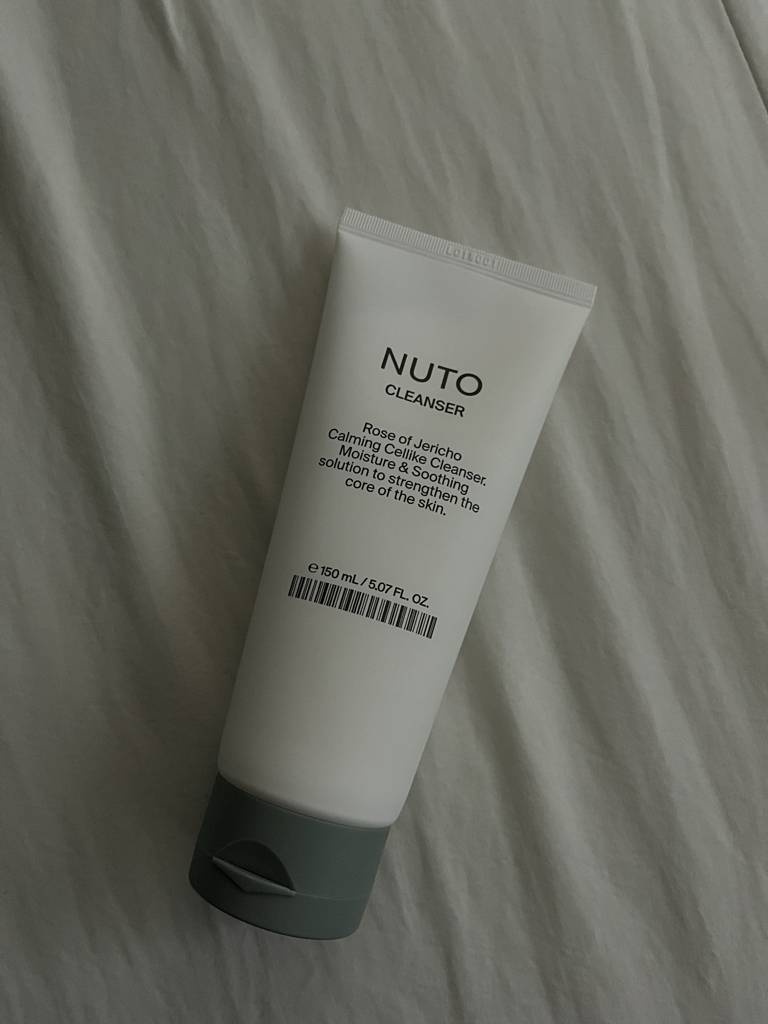 NUTO
CLEANSER
Rose of Jericho
Calming Cellike Cleanser.
Moisture & Soothing
solution to strengthen the
core of the skin.
℮ 150 mL / 5.07 FL. OZ.